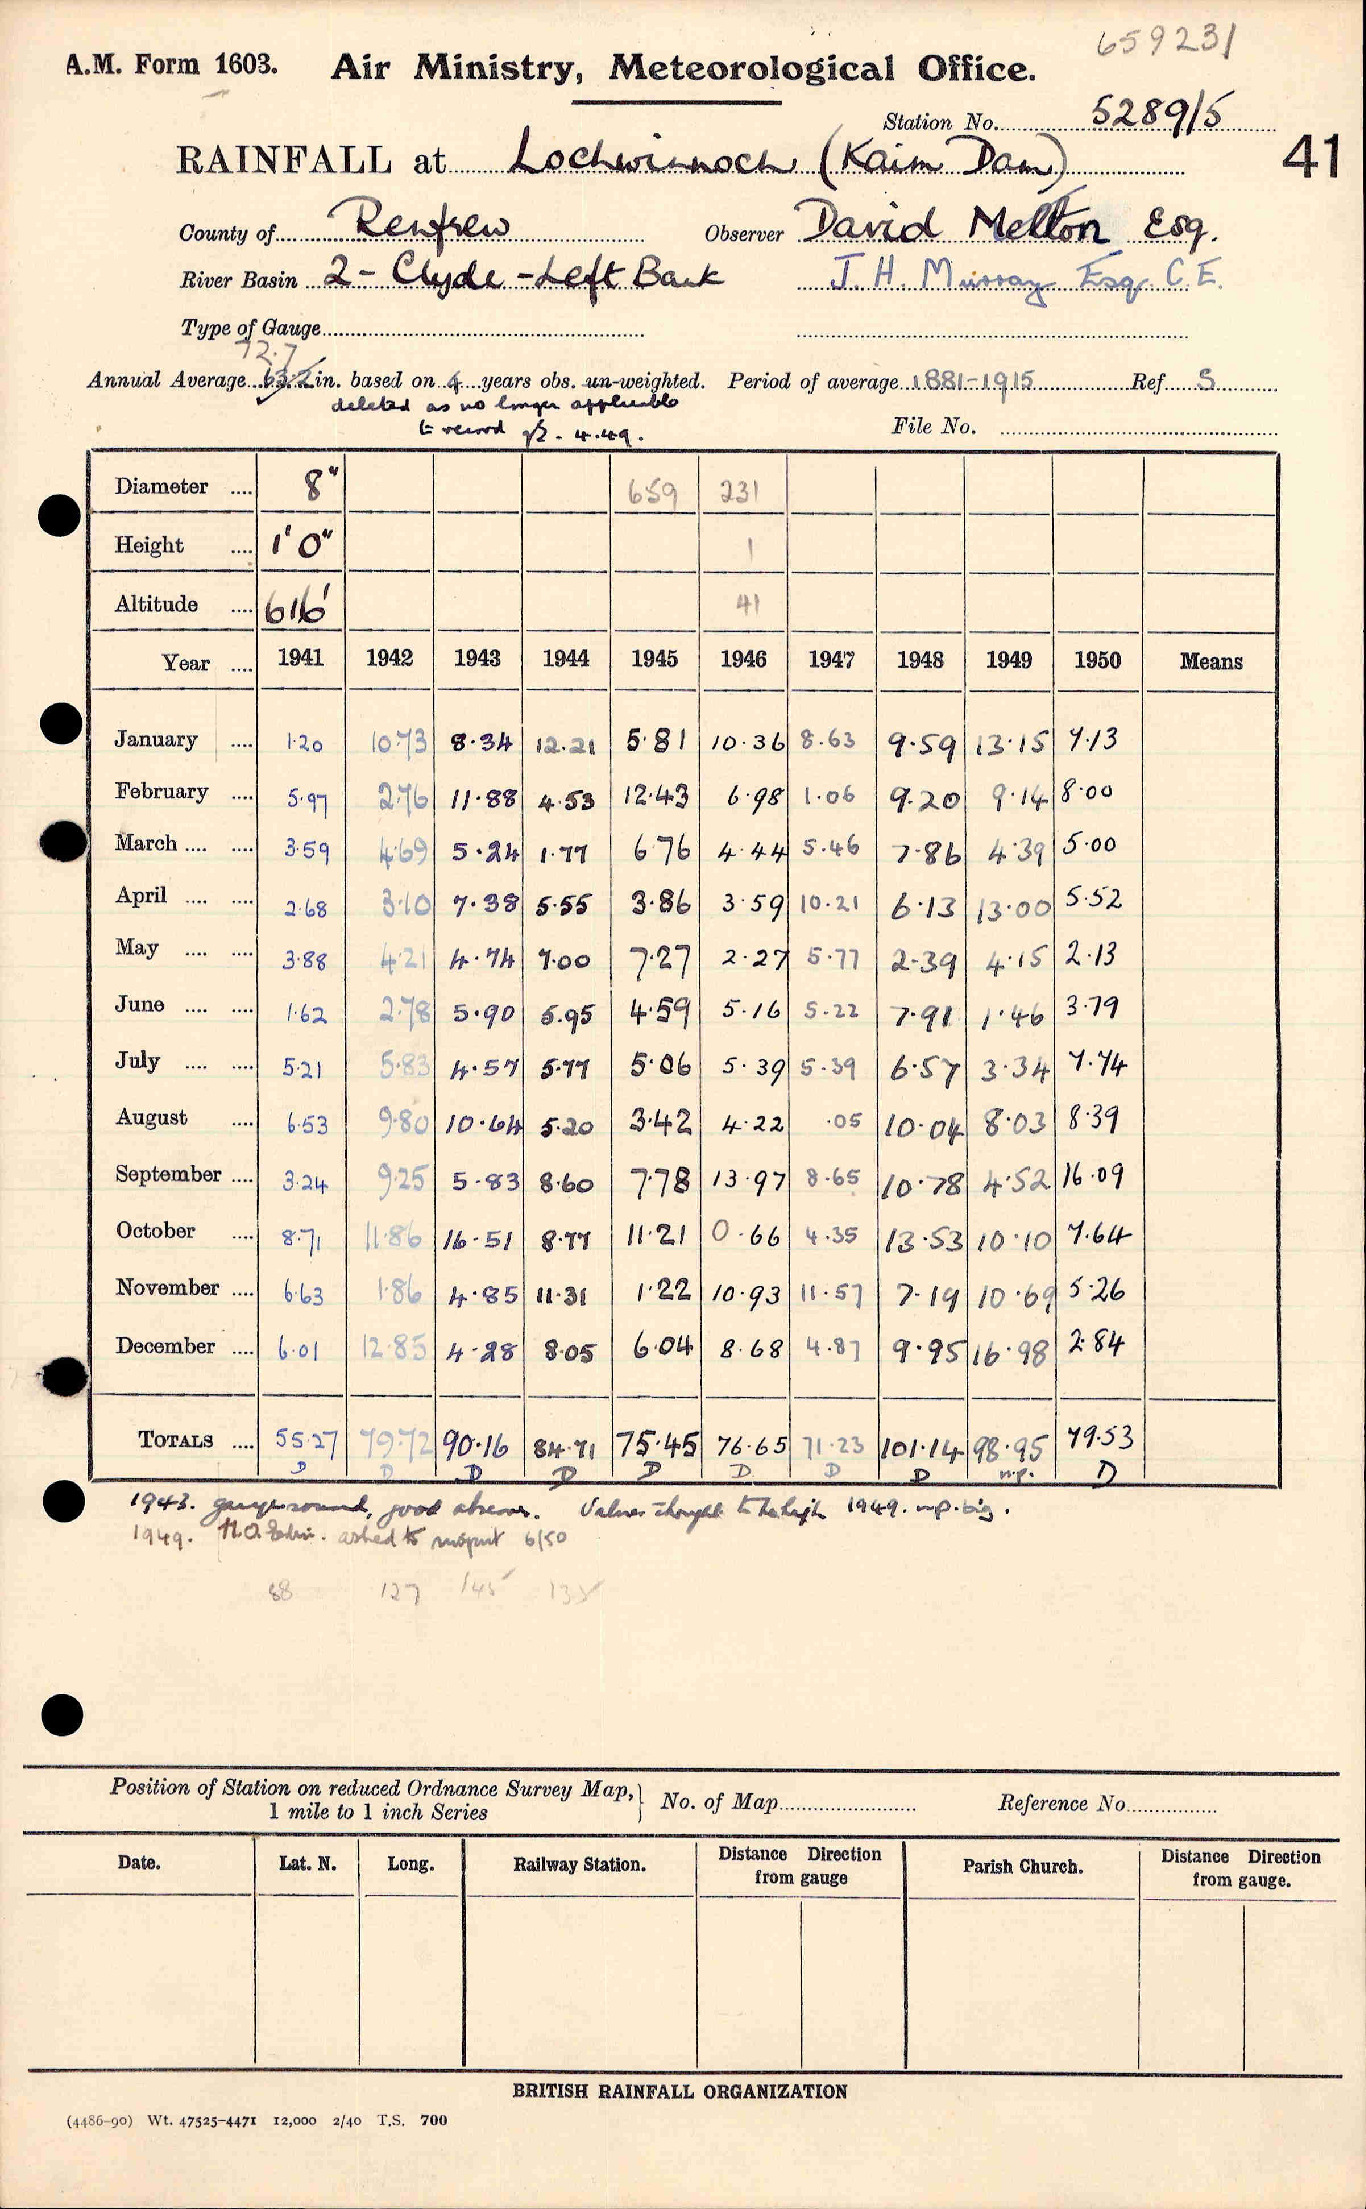 659231
A.M. Form 1603. Air Ministry, Meteorological Office.
Station No. 5289/5
RAINFALL at Lochwinnoch (Kaim Dam) 41
County of Renfrew Observer David Mellon Esq.
River Basin 2 - Clyde - Left Bank J. H. Murray Esq. C.E.
Type of Gauge
72.7
Annual Average 63.2 in. based on 4 years obs. un-weighted. Period of average 1881-1915 Ref S
deleted as no longer applicable
to record 4.49. File No.
Diameter .... 8" 659 231
Height .... 1' 0" 1
Altitude .... 616' 41
Year .... 1941 1942 1943 1944 1945 1946 1947 1948 1949 1950 Means
January .... 1.20 10.73 8.34 12.21 5.81 10.36 8.63 9.59 13.15 7.13
February .... 5.97 2.76 11.88 4.53 12.43 6.98 1.06 9.20 9.14 8.00
March .... .... 3.59 4.69 5.24 1.77 6.76 4.44 5.46 7.86 4.39 5.00
April .... .... 2.68 3.10 7.38 5.55 3.86 3.59 10.21 6.13 13.00 5.52
May .... .... 3.88 4.21 4.74 7.00 7.27 2.27 5.77 2.39 4.15 2.13
June .... .... 1.62 2.78 5.90 5.95 4.59 5.16 5.22 7.91 1.46 3.79
July .... .... 5.21 5.83 4.57 5.77 5.06 5.39 5.39 6.57 3.34 7.74
August .... 6.53 9.80 10.64 5.20 3.42 4.22 .05 10.04 8.03 8.39
September .... 3.24 9.25 5.83 8.60 7.78 13.97 8.65 10.78 4.52 16.09
October .... 8.71 11.86 16.51 8.77 11.21 0.66 4.35 13.53 10.10 7.64
November .... 6.63 1.86 4.85 11.31 1.22 10.93 11.57 7.19 10.69 5.26
December .... 6.01 12.85 4.28 8.05 6.04 8.68 4.87 9.95 16.98 2.84
TOTALS .... 55.27 79.72 90.16 84.71 75.45 76.65 71.23 101.14 98.95 79.53
D D D D D D D D n.p. D
1943. gauge sound, good observer. Values thought to be high 1949. n.p. big.
1949. asked to 6/50
88 127 145 135
Position of Station on reduced Ordnance Survey Map, } No. of Map Reference No.
1 mile to 1 inch Series
Date. Lat. N. Long. Railway Station. Distance Direction from gauge Parish Church. Distance Direction from gauge.
BRITISH RAINFALL ORGANIZATION
(4486-90) Wt. 47525-4471 12,000 2/40 T.S. 700